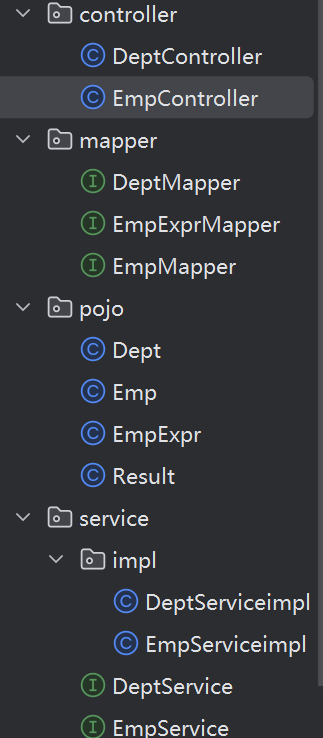 controller
DeptController
EmpController
mapper
DeptMapper
EmpExprMapper
EmpMapper
pojo
Dept
Emp
EmpExpr
Result
service
impl
DeptServiceimpl
EmpServiceimpl
DeptService
EmpService